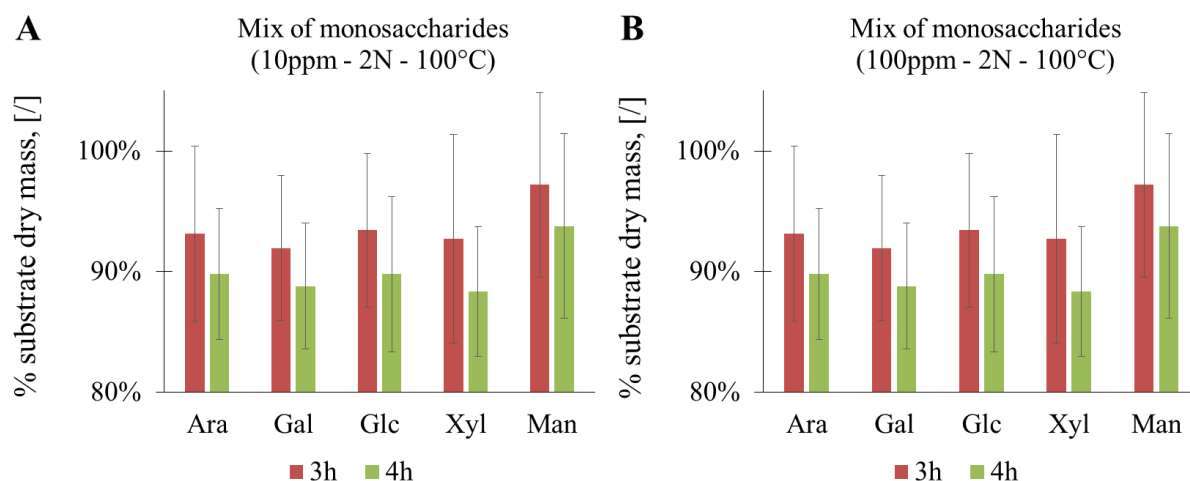 A
Mix of monosaccharides
(10ppm - 2N - 100°C)
% substrate dry mass, [/]
100%
90%
80%
Ara Gal Glc Xyl Man
3h 4h
B
Mix of monosaccharides
(100ppm - 2N - 100°C)
% substrate dry mass, [/]
100%
90%
80%
Ara Gal Glc Xyl Man
3h 4h